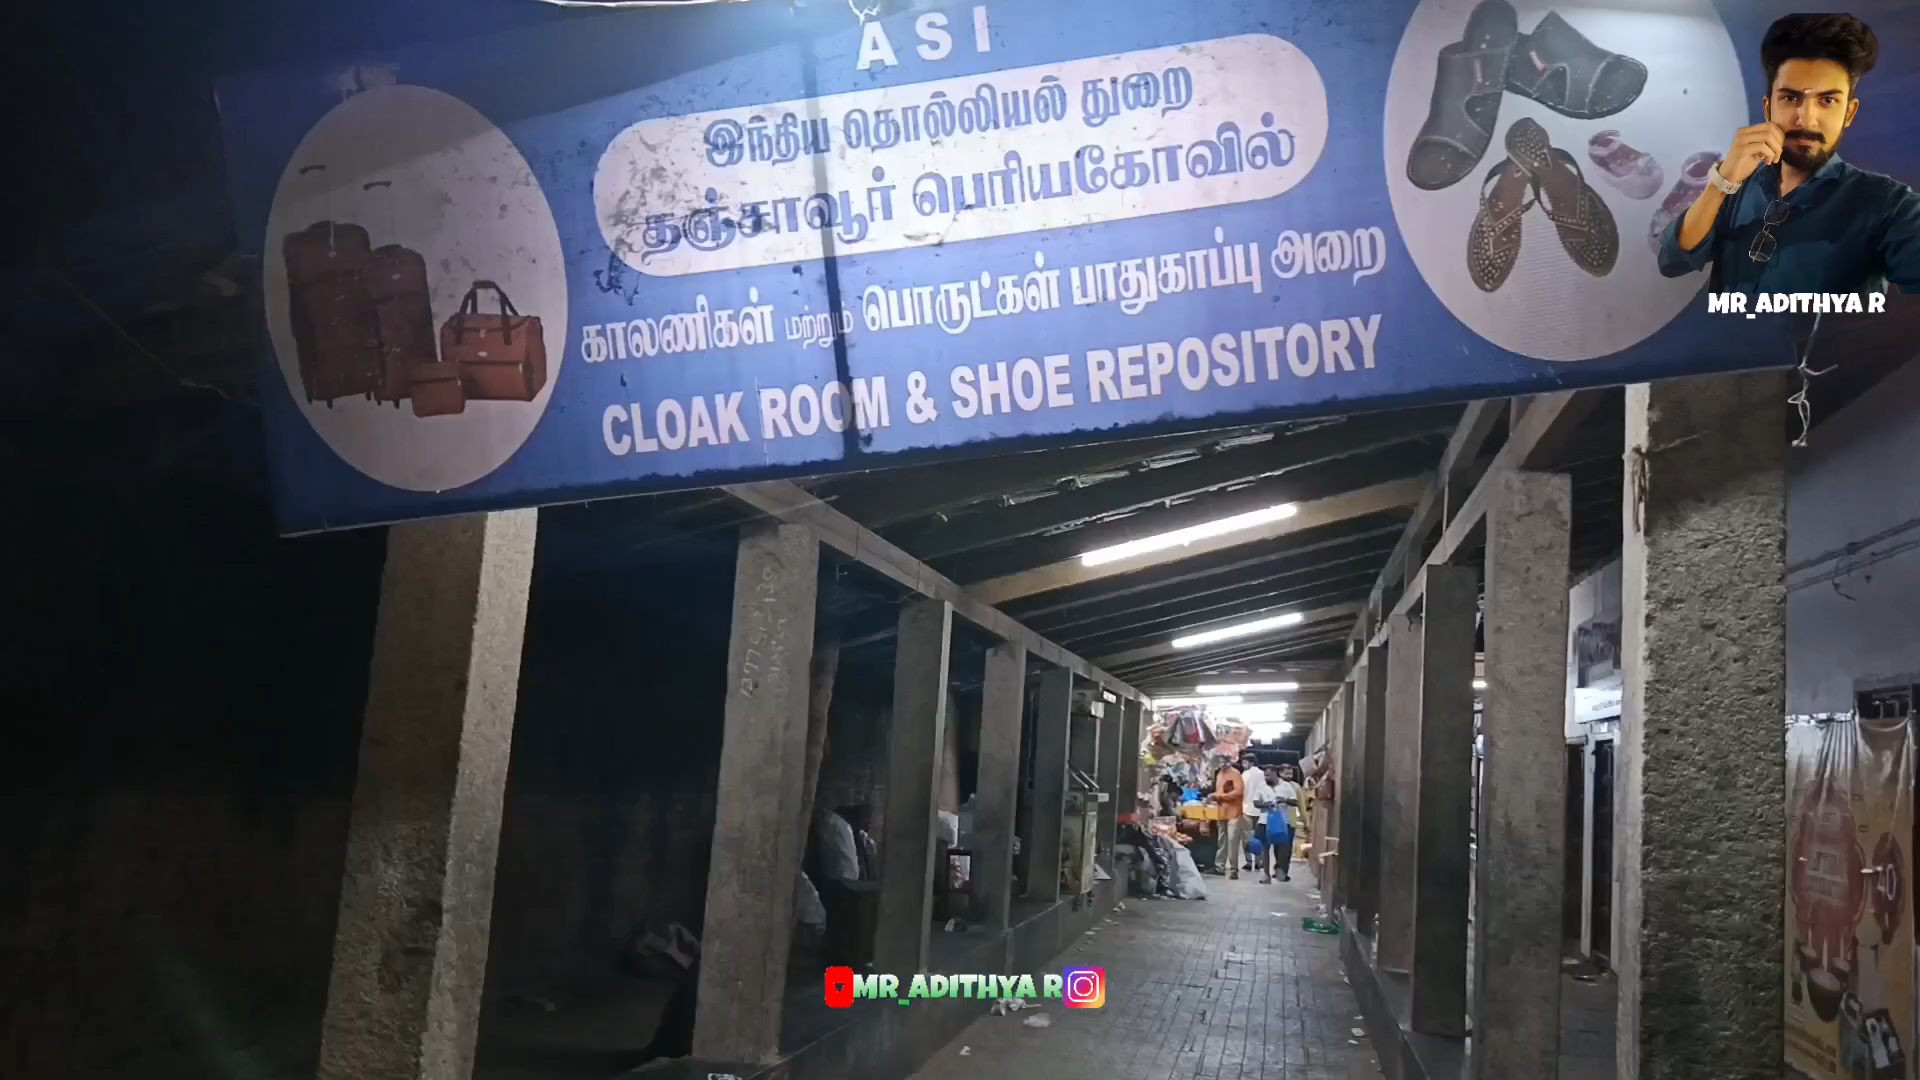 ASI
இந்திய தொல்லியல் துறை
தஞ்சாவூர் பெரியகோவில்
காலணிகள் மற்றும் பொருட்கள் பாதுகாப்பு அறை
CLOAK ROOM & SHOE REPOSITORY
MR_ADITHYA R
MR_ADITHYA R